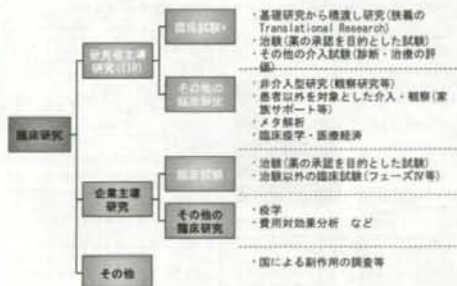 臨床試験*
・基礎研究から橋渡し研究(狭義の
Translational Research)
・治験(薬の承認を目的とした試験)
・その他の介入試験(診断・治療の評
価)
研究者主導
研究(IIR)
その他の
臨床研究
・非介入型研究(観察研究等)
・患者以外を対象とした介入・観察(家
族サポート等)
・メタ解析
・臨床疫学・医療経済
臨床研究
企業主導
研究
臨床試験
・治験(薬の承認を目的とした試験)
・治験以外の臨床試験(フェーズⅣ等)
その他の
臨床研究
・疫学
・費用対効果分析 など
その他
・国による副作用の調査等